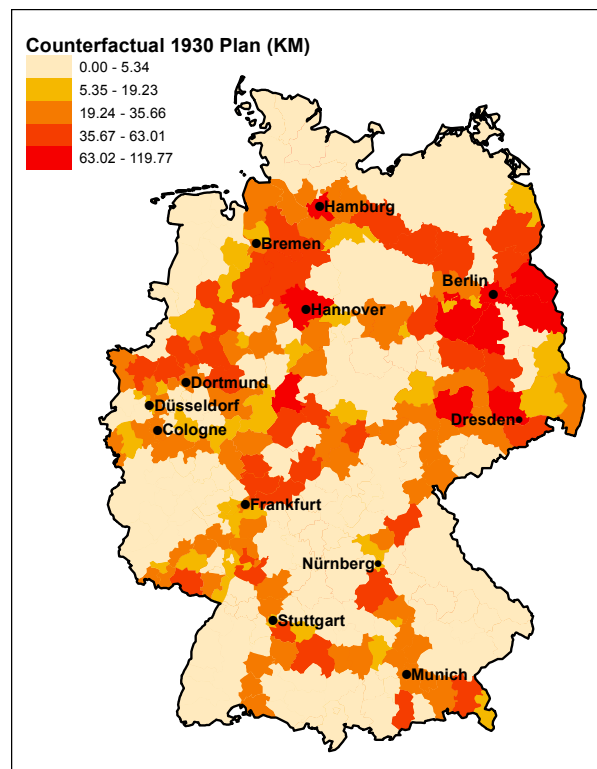 Counterfactual 1930 Plan (KM)
0.00 - 5.34
5.35 - 19.23
19.24 - 35.66
35.67 - 63.01
63.02 - 119.77
Hamburg
Bremen
Berlin
Hannover
Dortmund
Düsseldorf
Dresden
Cologne
Frankfurt
Nürnberg
Stuttgart
Munich